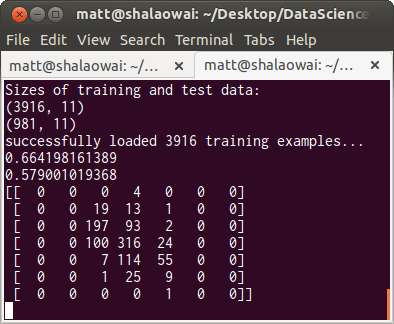 matt@shalaowai: ~/Desktop/DataScience
File Edit View Search Terminal Tabs Help
matt@shalaowai: ~/... × matt@shalaowai: ~/... ×
Sizes of training and test data:
(3916, 11)
(981, 11)
successfully loaded 3916 training examples...
0.664198161389
0.579001019368
[[  0   0   0   4   0   0   0]
 [  0   0  19  13   1   0   0]
 [  0   0 197  93   2   0   0]
 [  0   0 100 316  24   0   0]
 [  0   0   7 114  55   0   0]
 [  0   0   1  25   9   0   0]
 [  0   0   0   0   1   0   0]]